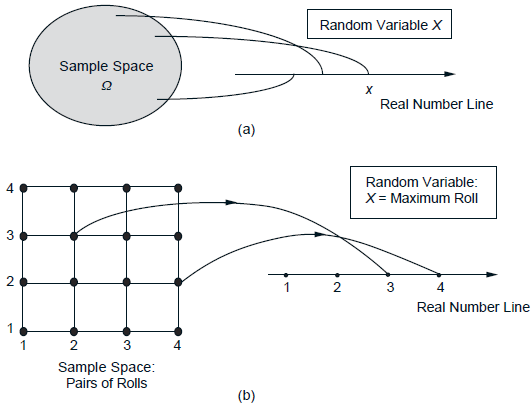 Random Variable X
Sample Space
Ω
x
Real Number Line
(a)
Random Variable:
X = Maximum Roll
4
3
2
1
1 2 3 4
1 2 3 4
Real Number Line
Sample Space:
Pairs of Rolls
(b)